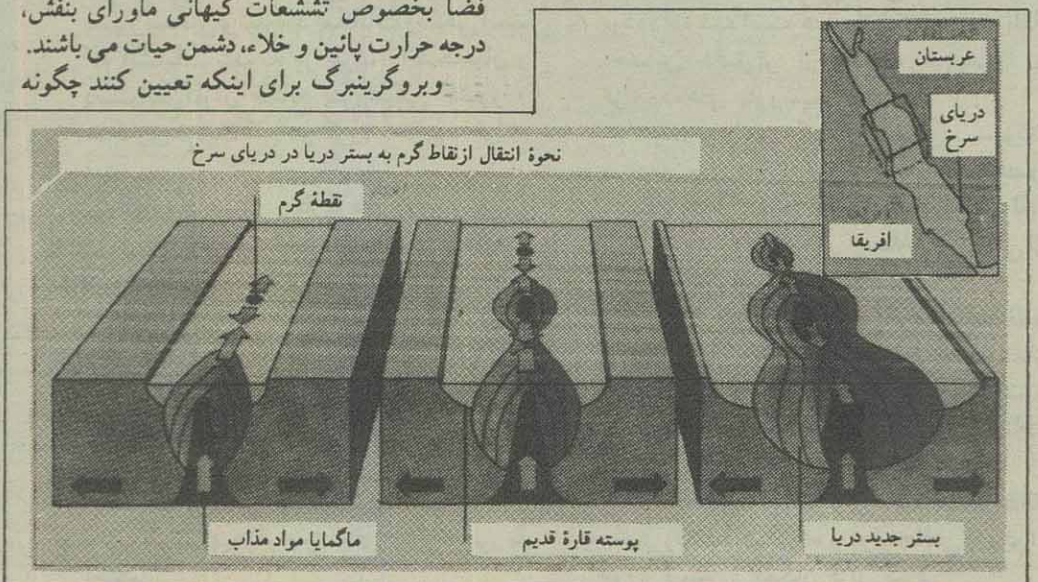 فضا بخصوص تششعات کیهانی ماورای بنفش،
درجه حرارت پائین و خلاء، دشمن حیات می باشند.
وبروگرینبرگ برای اینکه تعیین کنند چگونه
عربستان
دریای
سرخ
افریقا
نحوۀ انتقال ازنقاط گرم به بستر دریا در دریای سرخ
نقطۀ گرم
ماگمایا مواد مذاب
پوسته قارۀ قدیم
بستر جدید دریا